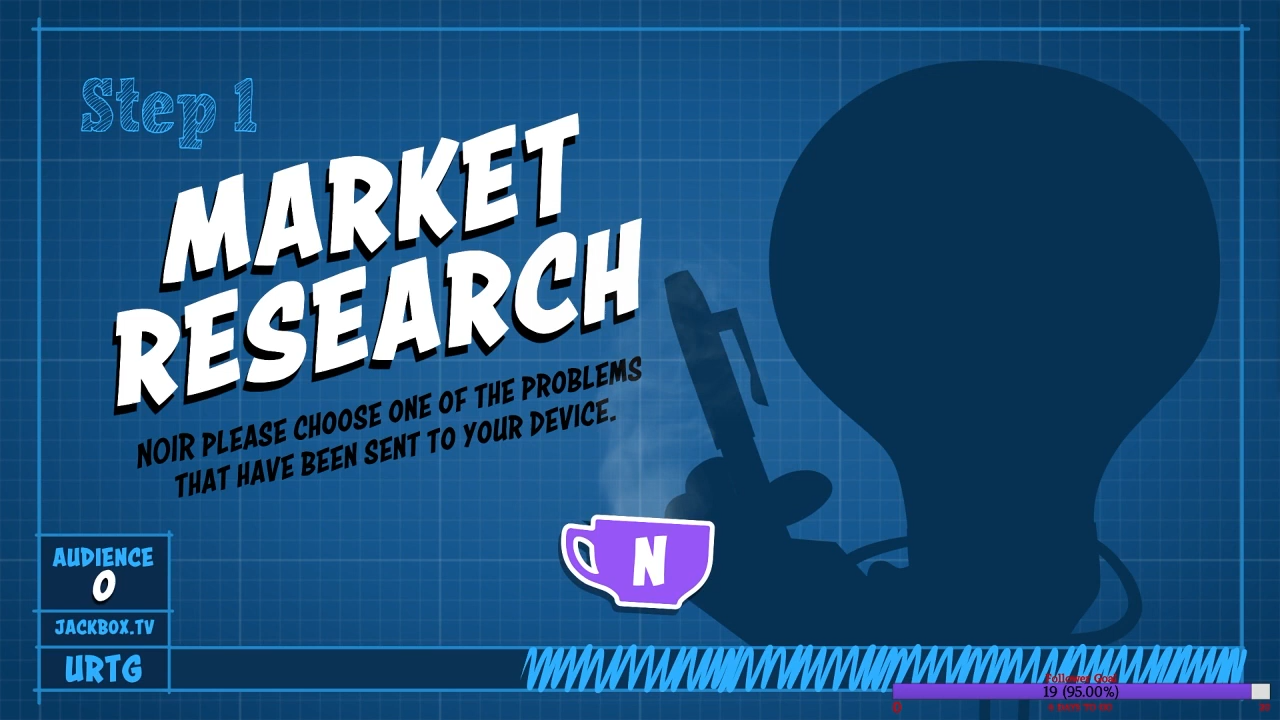 Step 1
MARKET
RESEARCH
NOIR PLEASE CHOOSE ONE OF THE PROBLEMS
THAT HAVE BEEN SENT TO YOUR DEVICE.
N
AUDIENCE
0
JACKBOX.TV
URTG
Follower Goal
19 (95.00%)
0